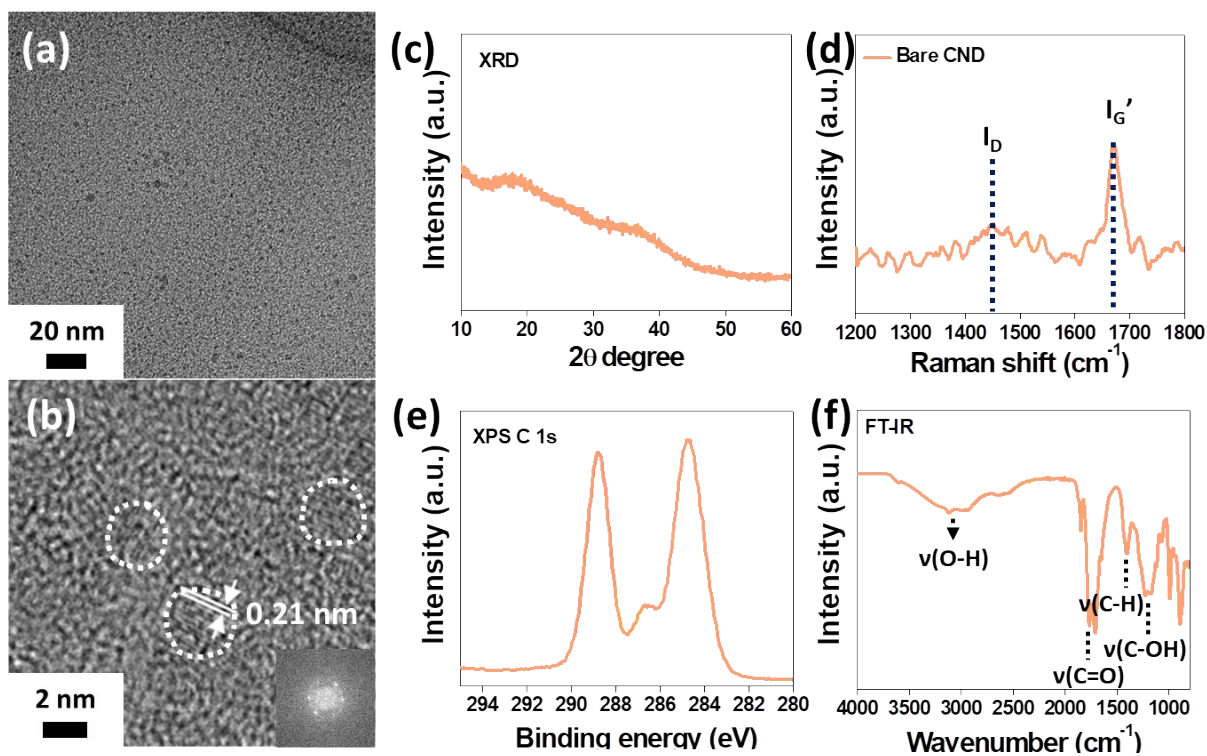 (a)
20 nm
(b)
0.21 nm
2 nm
(c)
XRD
Intensity (a.u.)
10 20 30 40 50 60
2θ degree
(d)
Bare CND
I_D
I_G’
Intensity (a.u.)
1200 1300 1400 1500 1600 1700 1800
Raman shift (cm⁻¹)
(e)
XPS C 1s
Intensity (a.u.)
294 292 290 288 286 284 282 280
Binding energy (eV)
(f)
FT-IR
Intensity (a.u.)
ν(O-H)
ν(C-H)
ν(C-OH)
ν(C=O)
4000 3500 3000 2500 2000 1500 1000
Wavenumber (cm⁻¹)